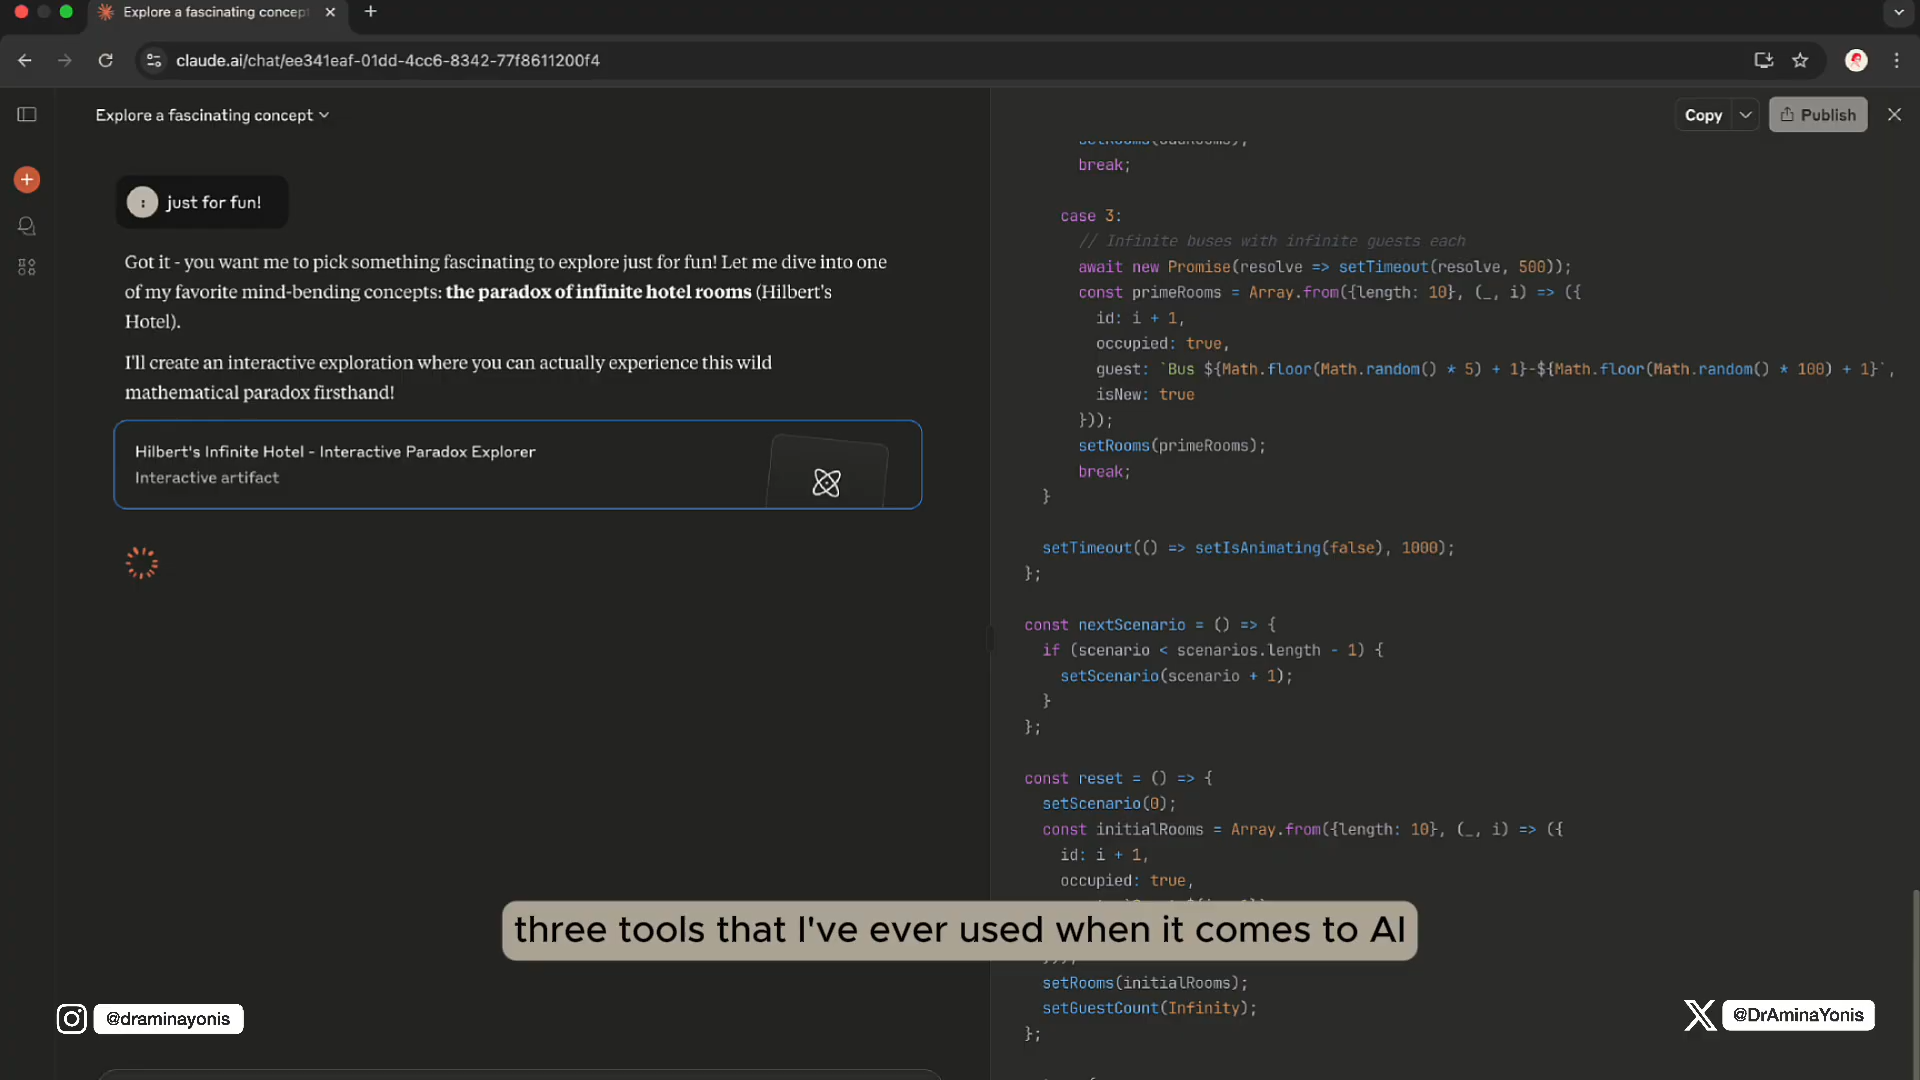 Explore a fascinating concept
claude.ai/chat/ee341eaf-01dd-4cc6-8342-77f8611200f4
Explore a fascinating concept
Copy
Publish
: just for fun!
Got it - you want me to pick something fascinating to explore just for fun! Let me dive into one
of my favorite mind-bending concepts: the paradox of infinite hotel rooms (Hilbert's
Hotel).
I'll create an interactive exploration where you can actually experience this wild
mathematical paradox firsthand!
Hilbert's Infinite Hotel - Interactive Paradox Explorer
Interactive artifact
break;
case 3:
// Infinite buses with infinite guests each
await new Promise(resolve => setTimeout(resolve, 500));
const primeRooms = Array.from({length: 10}, (_, i) => ({
id: i + 1,
occupied: true,
guest: `Bus ${Math.floor(Math.random() * 5) + 1}-${Math.floor(Math.random() * 100) + 1}`,
isNew: true
}));
setRooms(primeRooms);
break;
}
setTimeout(() => setIsAnimating(false), 1000);
};
const nextScenario = () => {
if (scenario < scenarios.length - 1) {
setScenario(scenario + 1);
}
};
const reset = () => {
setScenario(0);
const initialRooms = Array.from({length: 10}, (_, i) => ({
id: i + 1,
occupied: true,
three tools that I've ever used when it comes to AI
setRooms(initialRooms);
setGuestCount(Infinity);
};
@draminayonis
@DrAminaYonis